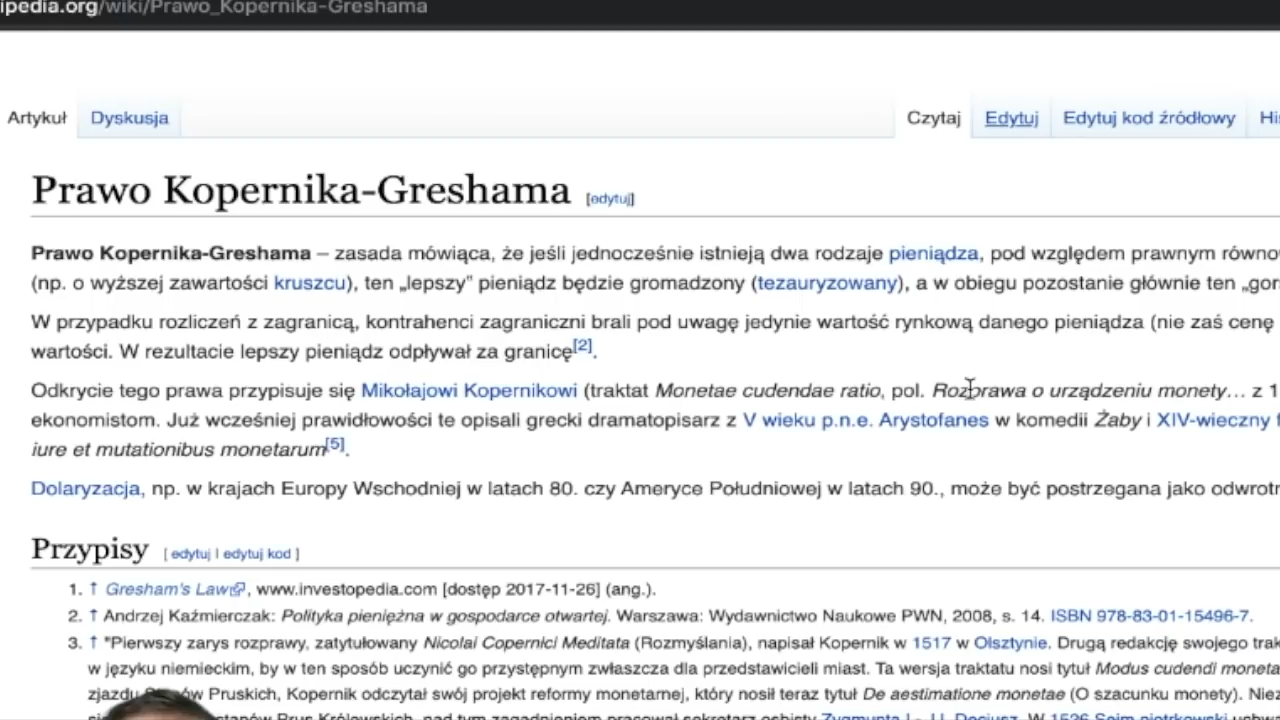 ipedia.org/wiki/Prawo_Kopernika-Greshama
Artykuł Dyskusja Czytaj Edytuj Edytuj kod źródłowy Hi
Prawo Kopernika-Greshama [edytuj]
Prawo Kopernika-Greshama – zasada mówiąca, że jeśli jednocześnie istnieją dwa rodzaje pieniądza, pod względem prawnym równo
(np. o wyższej zawartości kruszcu), ten „lepszy” pieniądz będzie gromadzony (tezauryzowany), a w obiegu pozostanie głównie ten „gor
W przypadku rozliczeń z zagranicą, kontrahenci zagraniczni brali pod uwagę jedynie wartość rynkową danego pieniądza (nie zaś cenę
wartości. W rezultacie lepszy pieniądz odpływał za granicę[2].
Odkrycie tego prawa przypisuje się Mikołajowi Kopernikowi (traktat Monetae cudendae ratio, pol. Rozprawa o urządzeniu monety… z 1
ekonomistom. Już wcześniej prawidłowości te opisali grecki dramatopisarz z V wieku p.n.e. Arystofanes w komedii Żaby i XIV-wieczny f
iure et mutationibus monetarum[5].
Dolaryzacja, np. w krajach Europy Wschodniej w latach 80. czy Ameryce Południowej w latach 90., może być postrzegana jako odwrotn
Przypisy [ edytuj | edytuj kod ]
1. ↑ Gresham's Law, www.investopedia.com [dostęp 2017-11-26] (ang.).
2. ↑ Andrzej Kaźmierczak: Polityka pieniężna w gospodarce otwartej. Warszawa: Wydawnictwo Naukowe PWN, 2008, s. 14. ISBN 978-83-01-15496-7.
3. ↑ "Pierwszy zarys rozprawy, zatytułowany Nicolai Copernici Meditata (Rozmyślania), napisał Kopernik w 1517 w Olsztynie. Drugą redakcję swojego trak
w języku niemieckim, by w ten sposób uczynić go przystępnym zwłaszcza dla przedstawicieli miast. Ta wersja traktatu nosi tytuł Modus cudendi moneta
zjazdu Pruskich, Kopernik odczytał swój projekt reformy monetarnej, który nosił teraz tytuł De aestimatione monetae (O szacunku monety). Nież